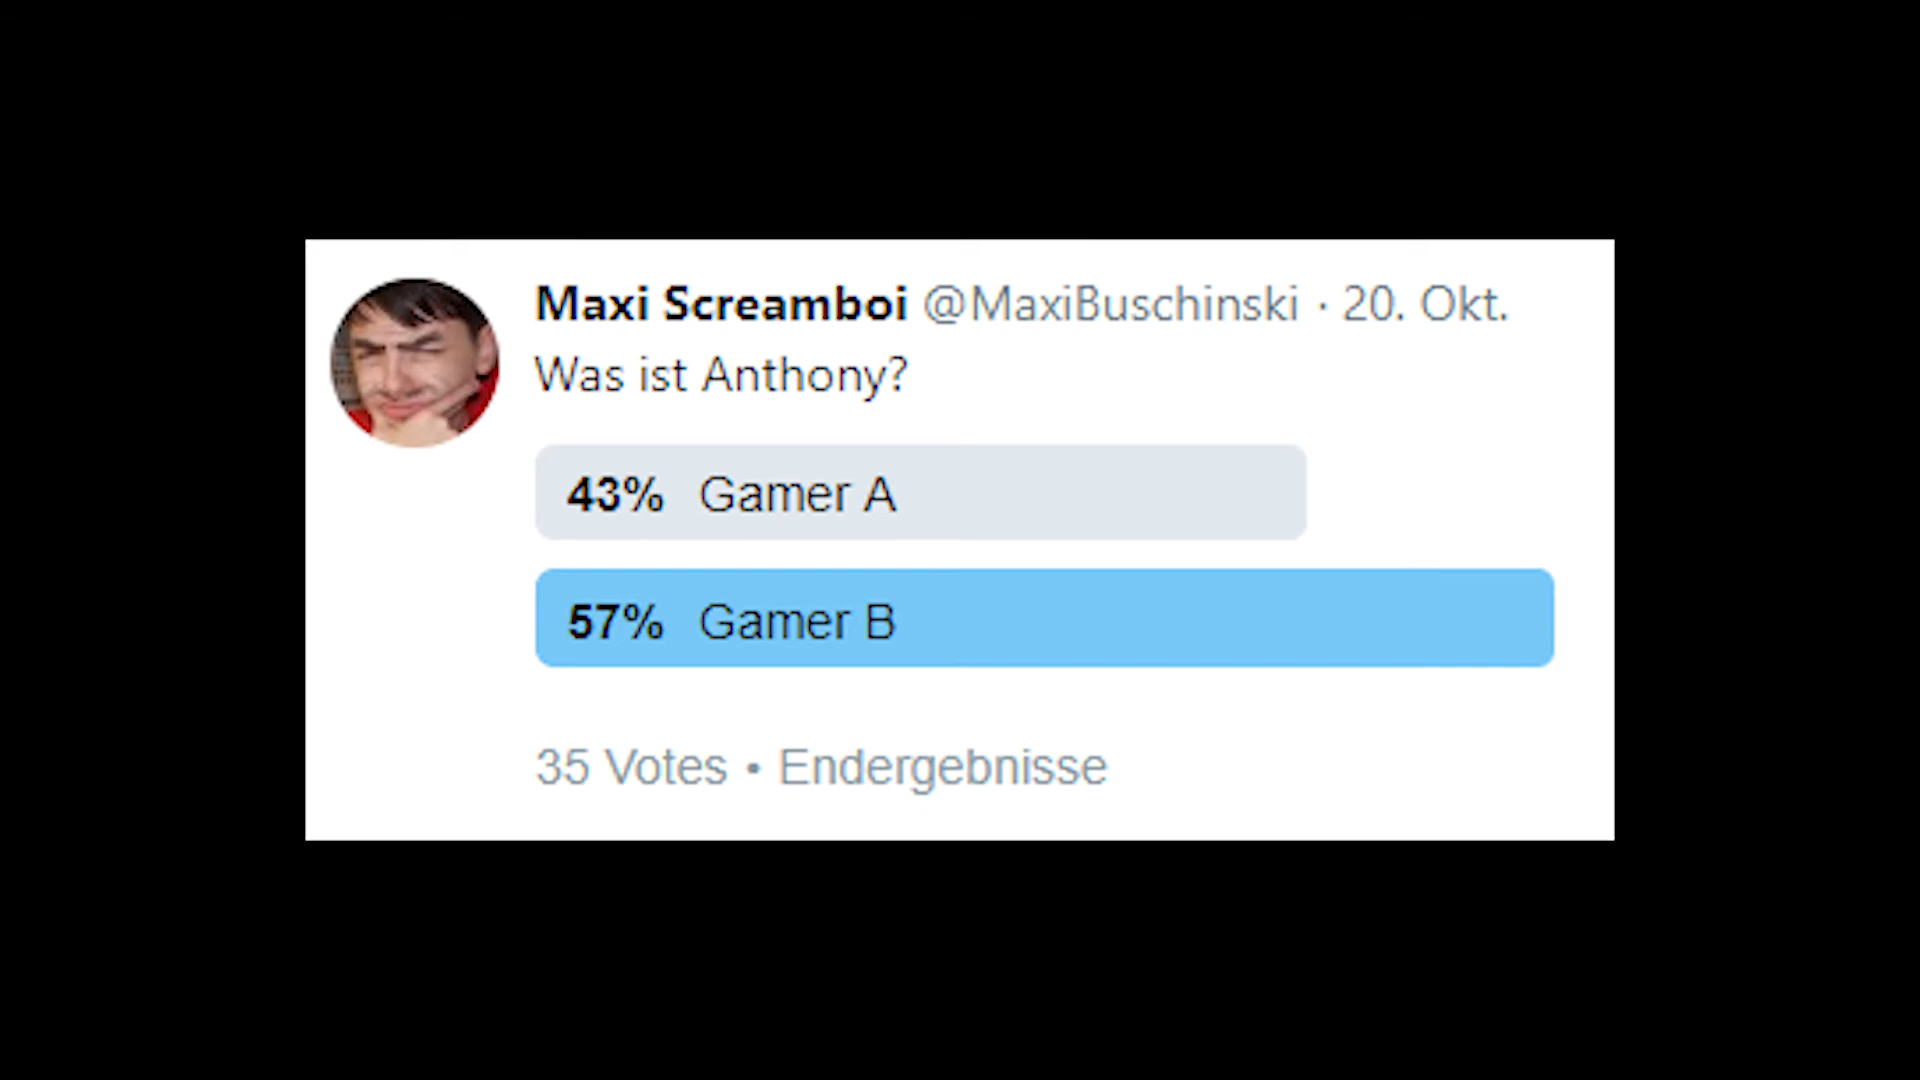 Maxi Screamboi @MaxiBuschinski · 20. Okt.
Was ist Anthony?
43% Gamer A
57% Gamer B
35 Votes • Endergebnisse